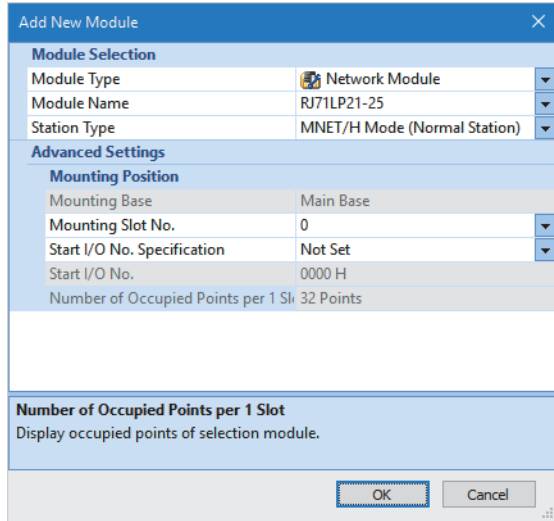 Add New Module
Module Selection
Module Type Network Module
Module Name RJ71LP21-25
Station Type MNET/H Mode (Normal Station)
Advanced Settings
Mounting Position
Mounting Base Main Base
Mounting Slot No. 0
Start I/O No. Specification Not Set
Start I/O No. 0000 H
Number of Occupied Points per 1 Sl 32 Points
Number of Occupied Points per 1 Slot
Display occupied points of selection module.
OK Cancel